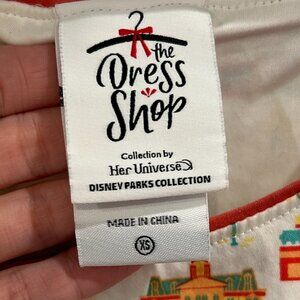 the
Dress
Shop
Collection by
Her Universe
DISNEY PARKS COLLECTION
MADE IN CHINA
XS